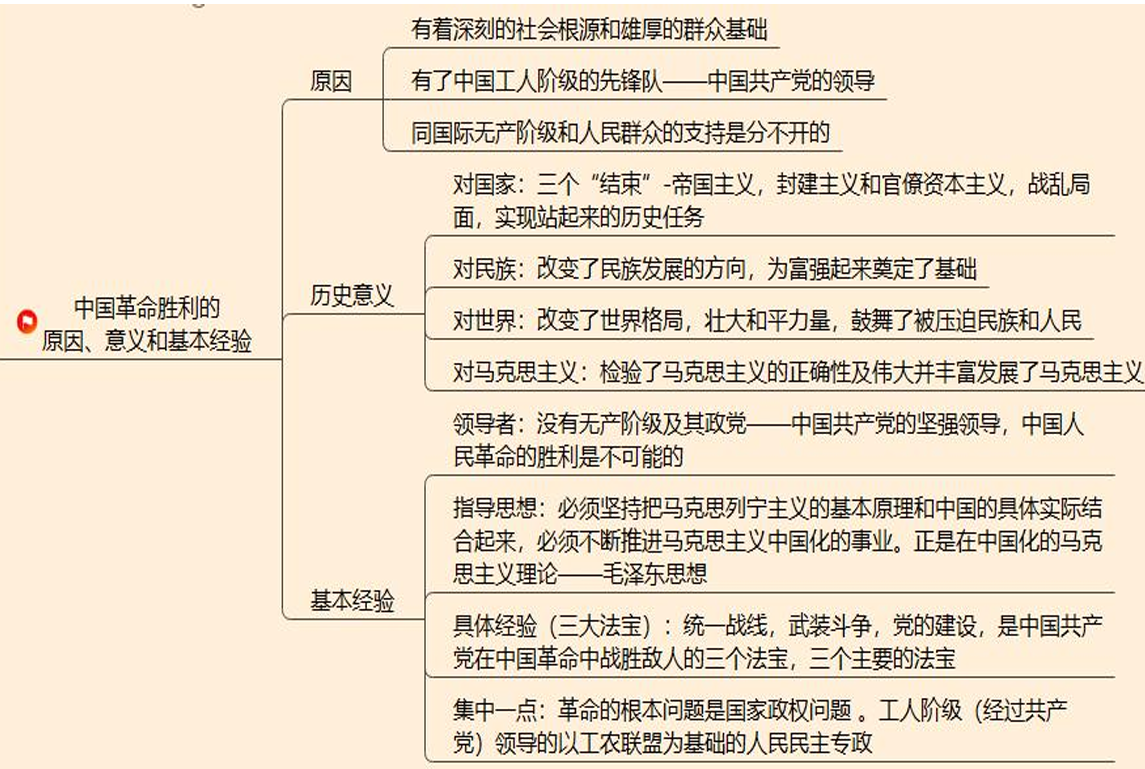 中国革命胜利的
原因、意义和基本经验
原因
有着深刻的社会根源和雄厚的群众基础
有了中国工人阶级的先锋队——中国共产党的领导
同国际无产阶级和人民群众的支持是分不开的
历史意义
对国家：三个“结束”-帝国主义，封建主义和官僚资本主义，战乱局
面，实现站起来的历史任务
对民族：改变了民族发展的方向，为富强起来奠定了基础
对世界：改变了世界格局，壮大和平力量，鼓舞了被压迫民族和人民
对马克思主义：检验了马克思主义的正确性及伟大并丰富发展了马克思主义
基本经验
领导者：没有无产阶级及其政党——中国共产党的坚强领导，中国人
民革命的胜利是不可能的
指导思想：必须坚持把马克思列宁主义的基本原理和中国的具体实际结
合起来，必须不断推进马克思主义中国化的事业。正是在中国化的马克
思主义理论——毛泽东思想
具体经验（三大法宝）：统一战线，武装斗争，党的建设，是中国共产
党在中国革命中战胜敌人的三个法宝，三个主要的法宝
集中一点：革命的根本问题是国家政权问题 。工人阶级（经过共产
党）领导的以工农联盟为基础的人民民主专政